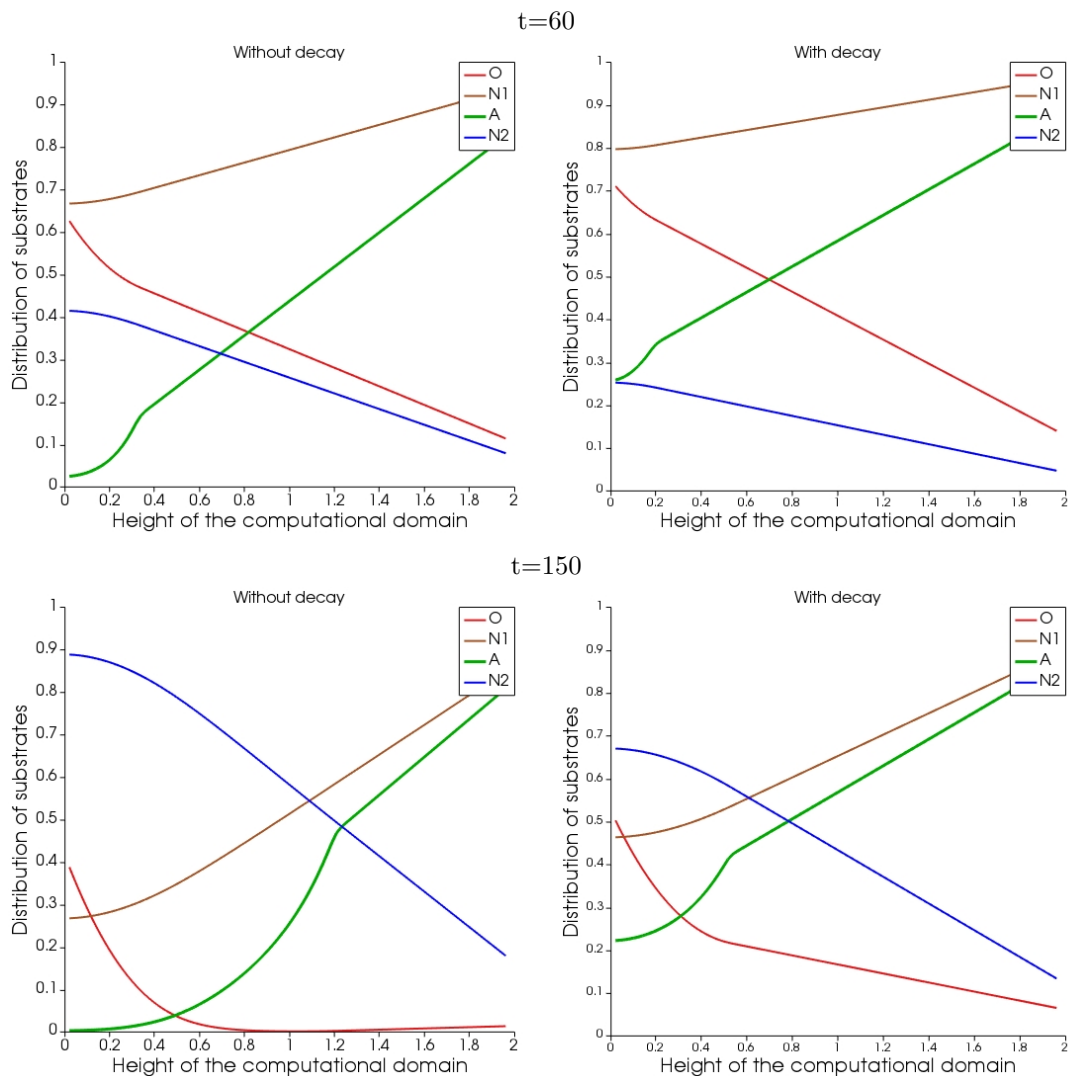 t=60
Without decay
Distribution of substrates
1
0.9
0.8
0.7
0.6
0.5
0.4
0.3
0.2
0.1
0
O
N1
A
N2
0 0.2 0.4 0.6 0.8 1 1.2 1.4 1.6 1.8 2
Height of the computational domain
With decay
Distribution of substrates
1
0.9
0.8
0.7
0.6
0.5
0.4
0.3
0.2
0.1
0
O
N1
A
N2
0 0.2 0.4 0.6 0.8 1 1.2 1.4 1.6 1.8 2
Height of the computational domain
t=150
Without decay
Distribution of substrates
1
0.9
0.8
0.7
0.6
0.5
0.4
0.3
0.2
0.1
0
O
N1
A
N2
0 0.2 0.4 0.6 0.8 1 1.2 1.4 1.6 1.8 2
Height of the computational domain
With decay
Distribution of substrates
1
0.9
0.8
0.7
0.6
0.5
0.4
0.3
0.2
0.1
0
O
N1
A
N2
0 0.2 0.4 0.6 0.8 1 1.2 1.4 1.6 1.8 2
Height of the computational domain